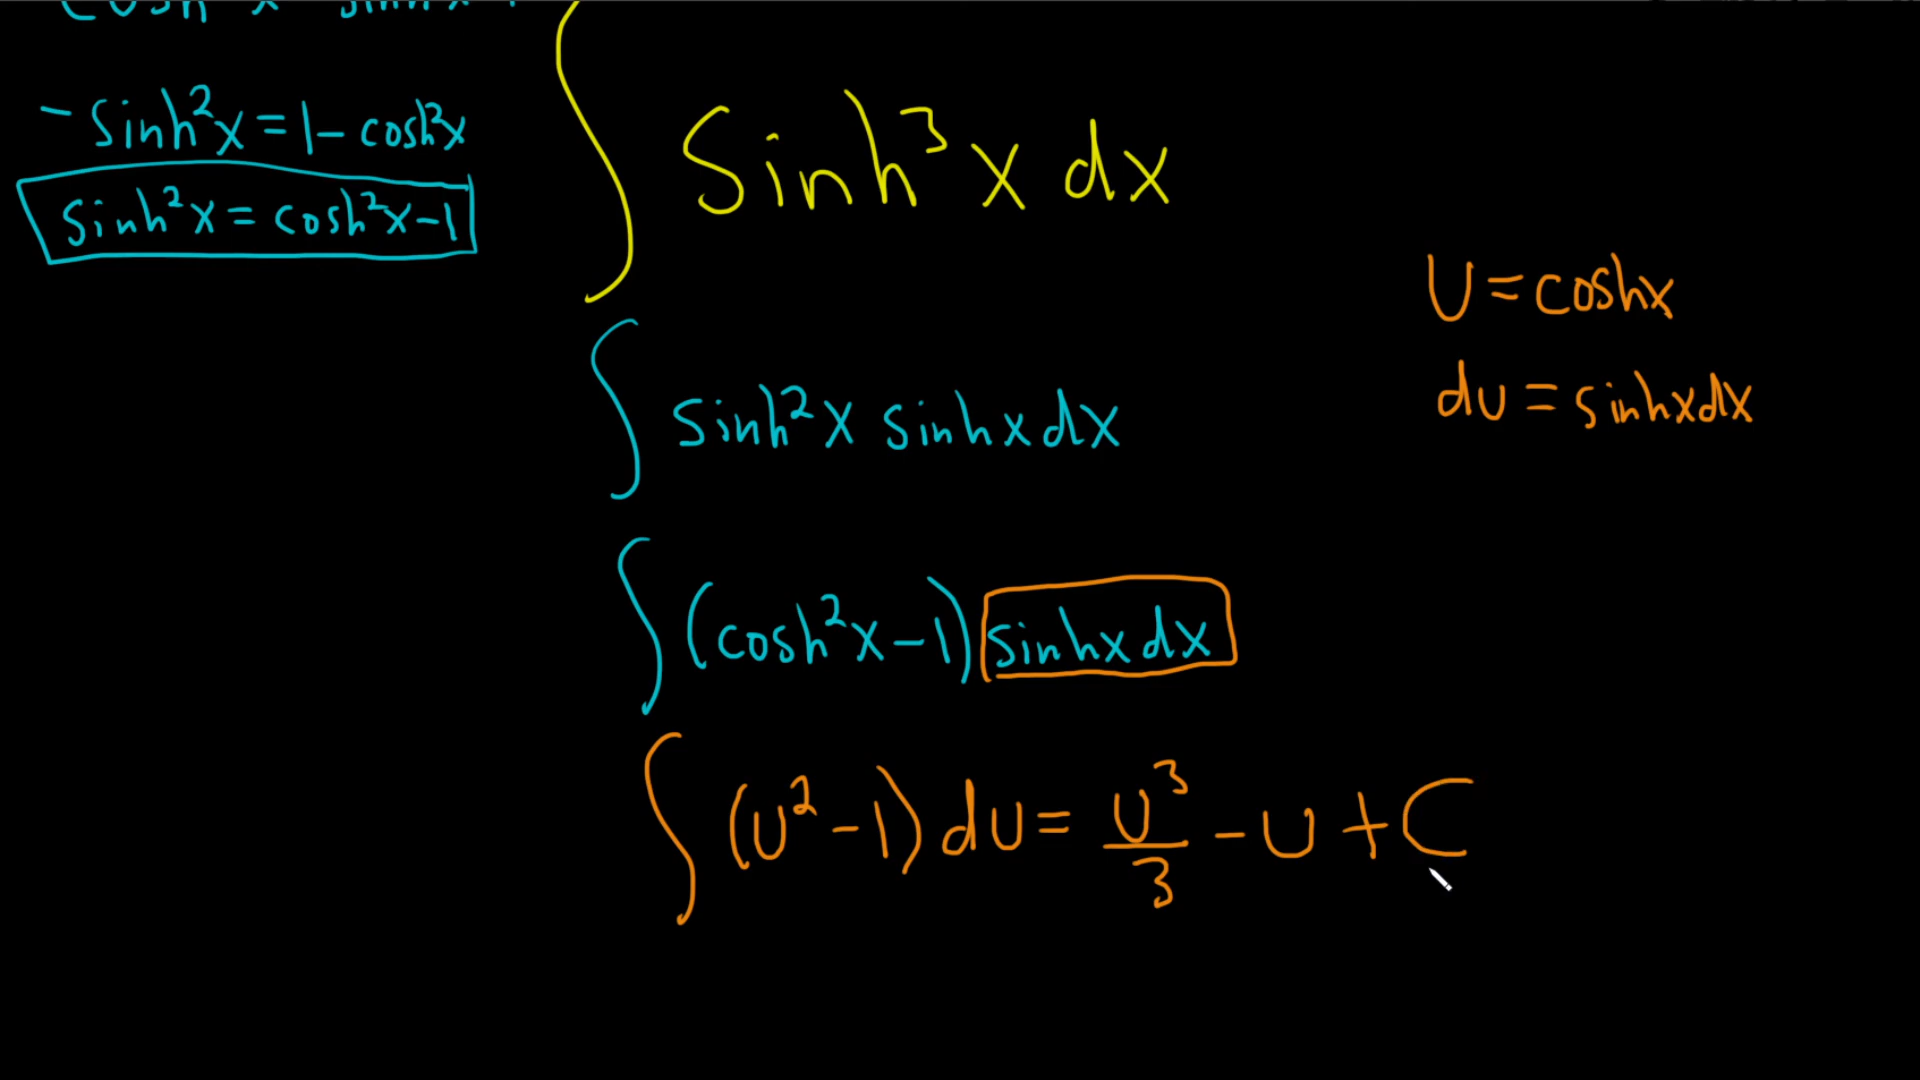 -sinh²x = 1 - cosh²x
sinh²x = cosh²x - 1
∫ sinh³x dx
U = coshx
du = sinhxdx
∫ sinh²x sinhx dx
∫ (cosh²x - 1) sinhx dx
∫ (u² - 1) du = u³/3 - u + C